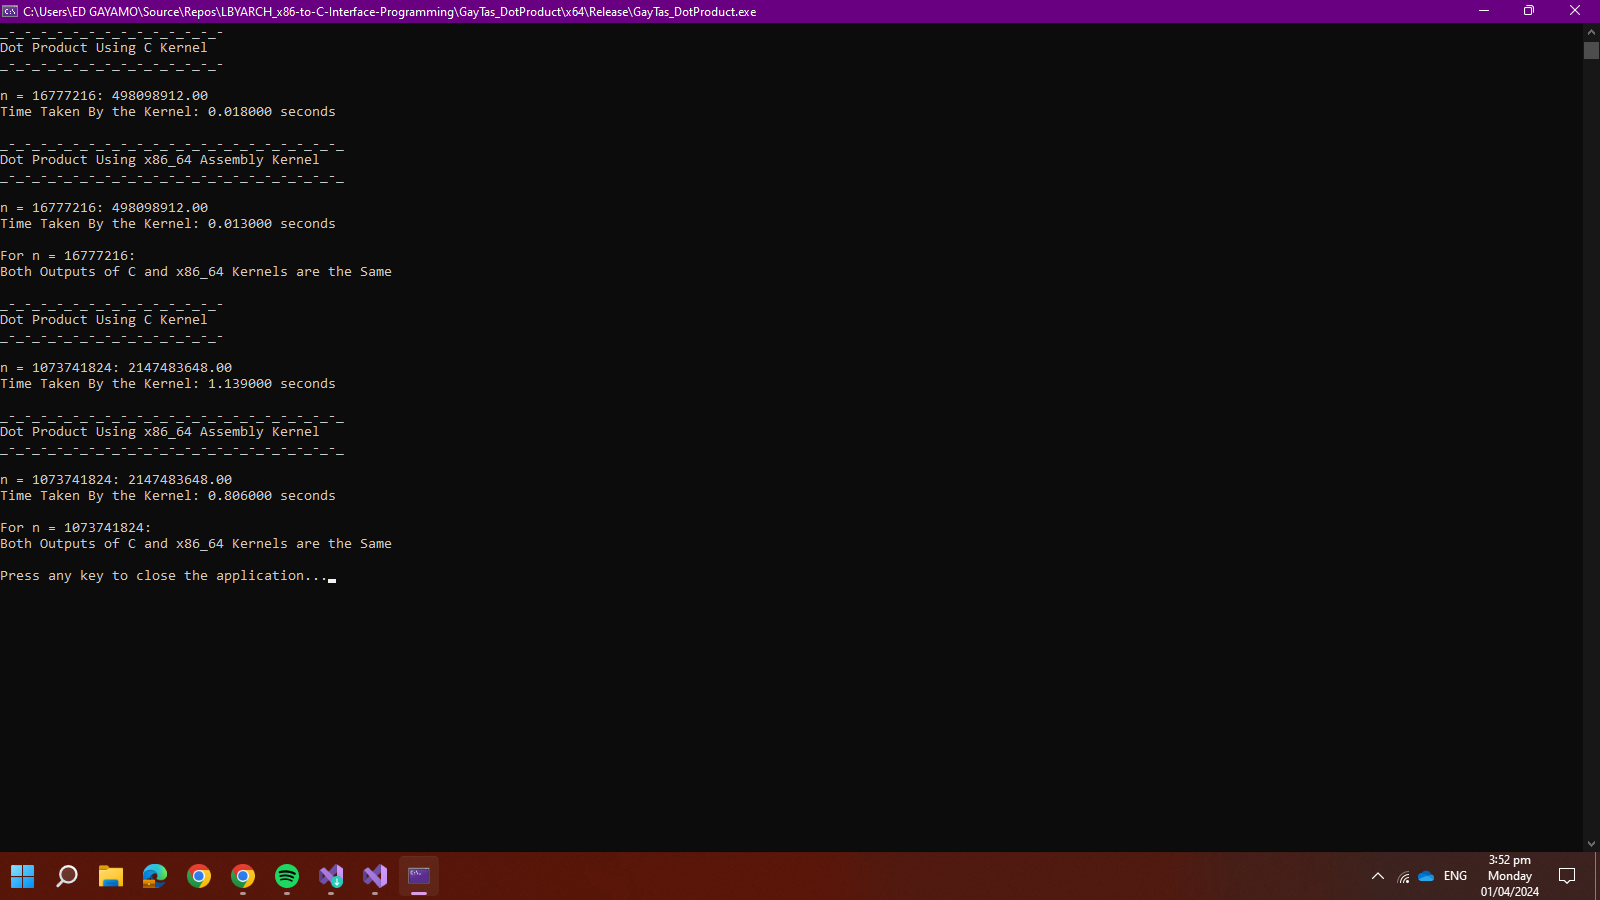 C:\Users\ED GAYAMO\Source\Repos\LBYARCH_x86-to-C-Interface-Programming\GayTas_DotProduct\x64\Release\GayTas_DotProduct.exe
_-_-_-_-_-_-_-_-_-_-_-_-_-_-
Dot Product Using C Kernel
_-_-_-_-_-_-_-_-_-_-_-_-_-_-
n = 16777216: 498098912.00
Time Taken By the Kernel: 0.018000 seconds
_-_-_-_-_-_-_-_-_-_-_-_-_-_-_-_-_-_-_-_-_-_
Dot Product Using x86_64 Assembly Kernel
_-_-_-_-_-_-_-_-_-_-_-_-_-_-_-_-_-_-_-_-_-_
n = 16777216: 498098912.00
Time Taken By the Kernel: 0.013000 seconds
For n = 16777216:
Both Outputs of C and x86_64 Kernels are the Same
_-_-_-_-_-_-_-_-_-_-_-_-_-_-
Dot Product Using C Kernel
_-_-_-_-_-_-_-_-_-_-_-_-_-_-
n = 1073741824: 2147483648.00
Time Taken By the Kernel: 1.139000 seconds
_-_-_-_-_-_-_-_-_-_-_-_-_-_-_-_-_-_-_-_-_-_
Dot Product Using x86_64 Assembly Kernel
_-_-_-_-_-_-_-_-_-_-_-_-_-_-_-_-_-_-_-_-_-_
n = 1073741824: 2147483648.00
Time Taken By the Kernel: 0.806000 seconds
For n = 1073741824:
Both Outputs of C and x86_64 Kernels are the Same
Press any key to close the application...
ENG
3:52 pm
Monday
01/04/2024